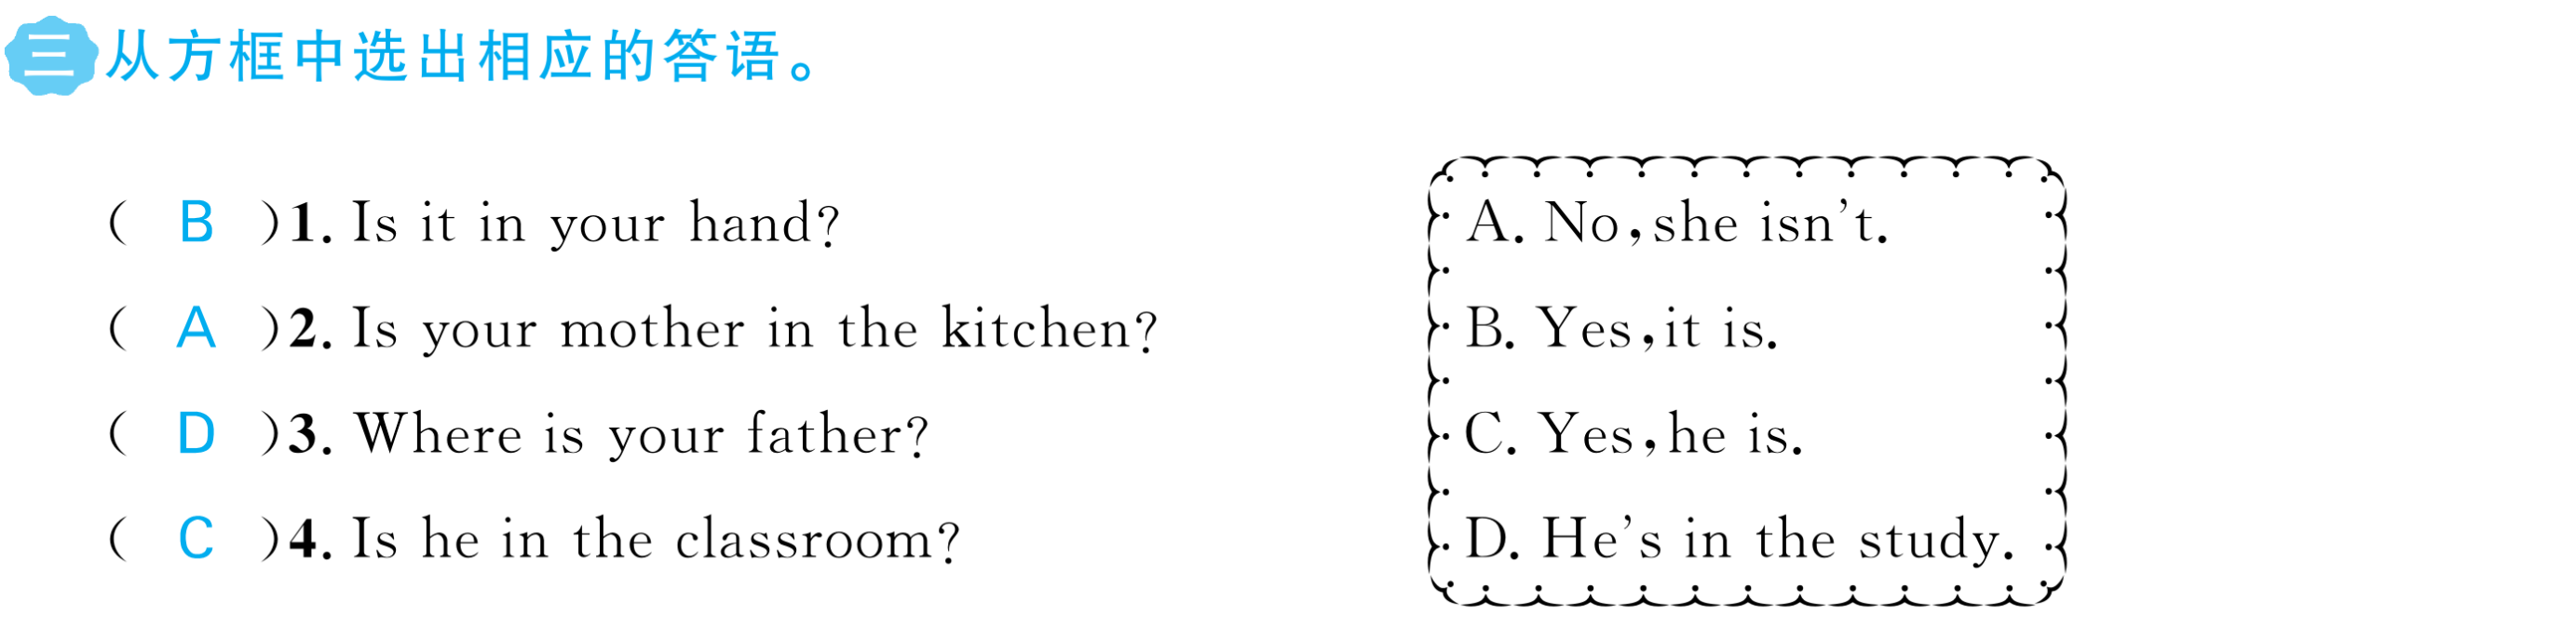 三 从方框中选出相应的答语。
( B )1. Is it in your hand?
( A )2. Is your mother in the kitchen?
( D )3. Where is your father?
( C )4. Is he in the classroom?
A. No,she isn't.
B. Yes,it is.
C. Yes,he is.
D. He's in the study.